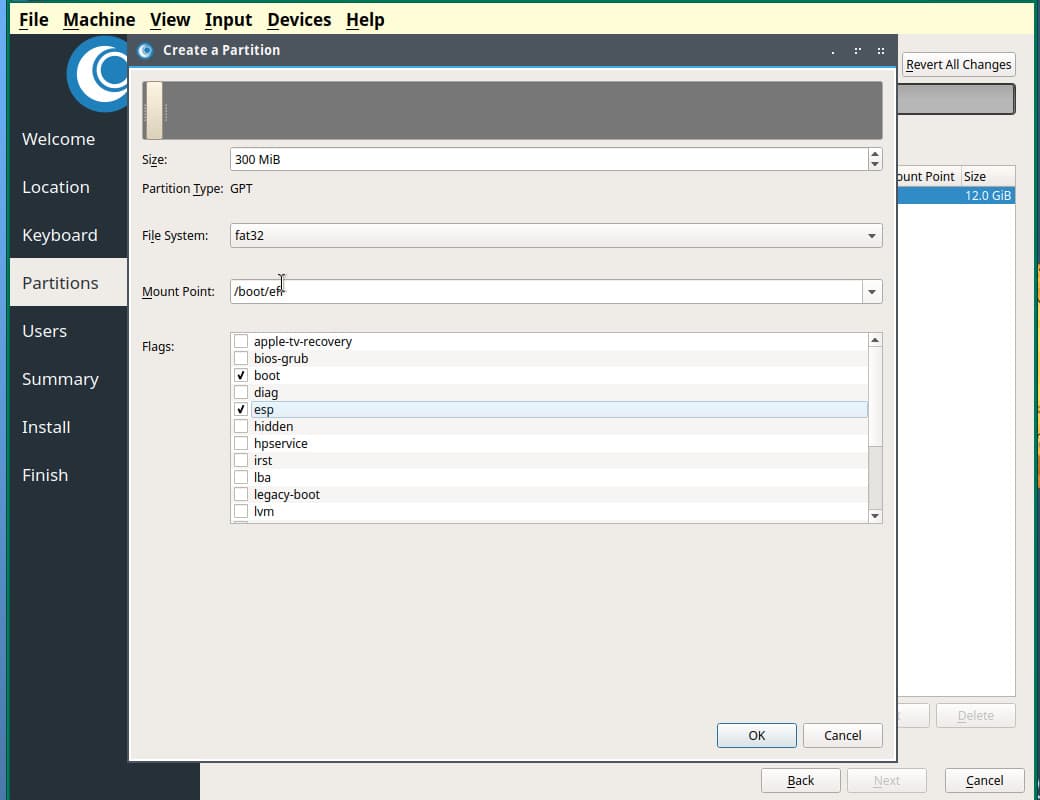 File Machine View Input Devices Help
Create a Partition
Revert All Changes
Welcome
Location
Keyboard
Partitions
Users
Summary
Install
Finish
Size: 300 MiB
Partition Type: GPT
File System: fat32
Mount Point: /boot/efi
Flags:
apple-tv-recovery
bios-grub
boot
diag
esp
hidden
hpservice
irst
lba
legacy-boot
lvm
ount Point Size
12.0 GiB
Delete
OK Cancel
Back Next Cancel